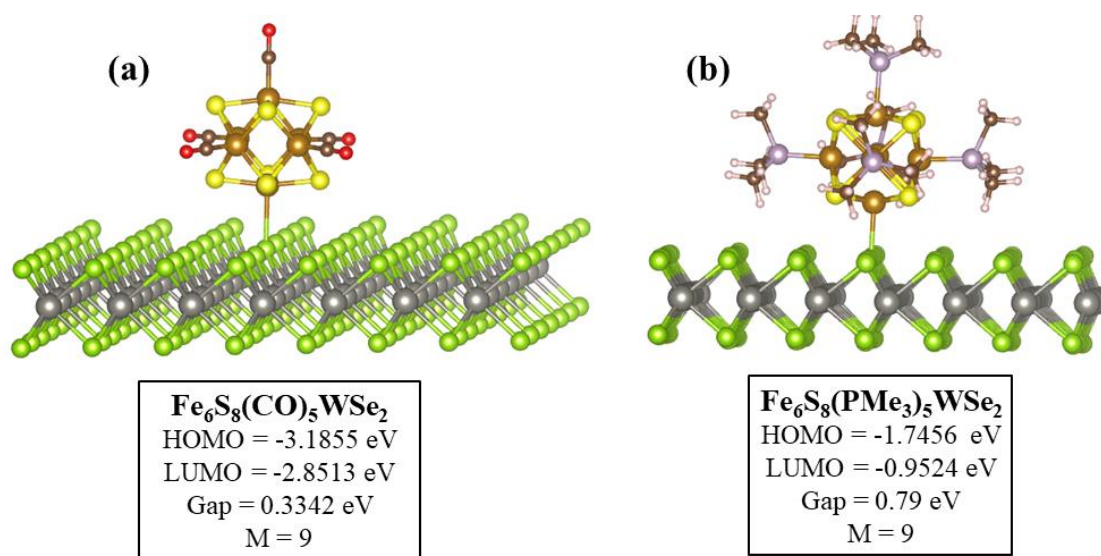 (a)
Fe₆S₈(CO)₅WSe₂
HOMO = -3.1855 eV
LUMO = -2.8513 eV
Gap = 0.3342 eV
M = 9
(b)
Fe₆S₈(PMe₃)₅WSe₂
HOMO = -1.7456 eV
LUMO = -0.9524 eV
Gap = 0.79 eV
M = 9